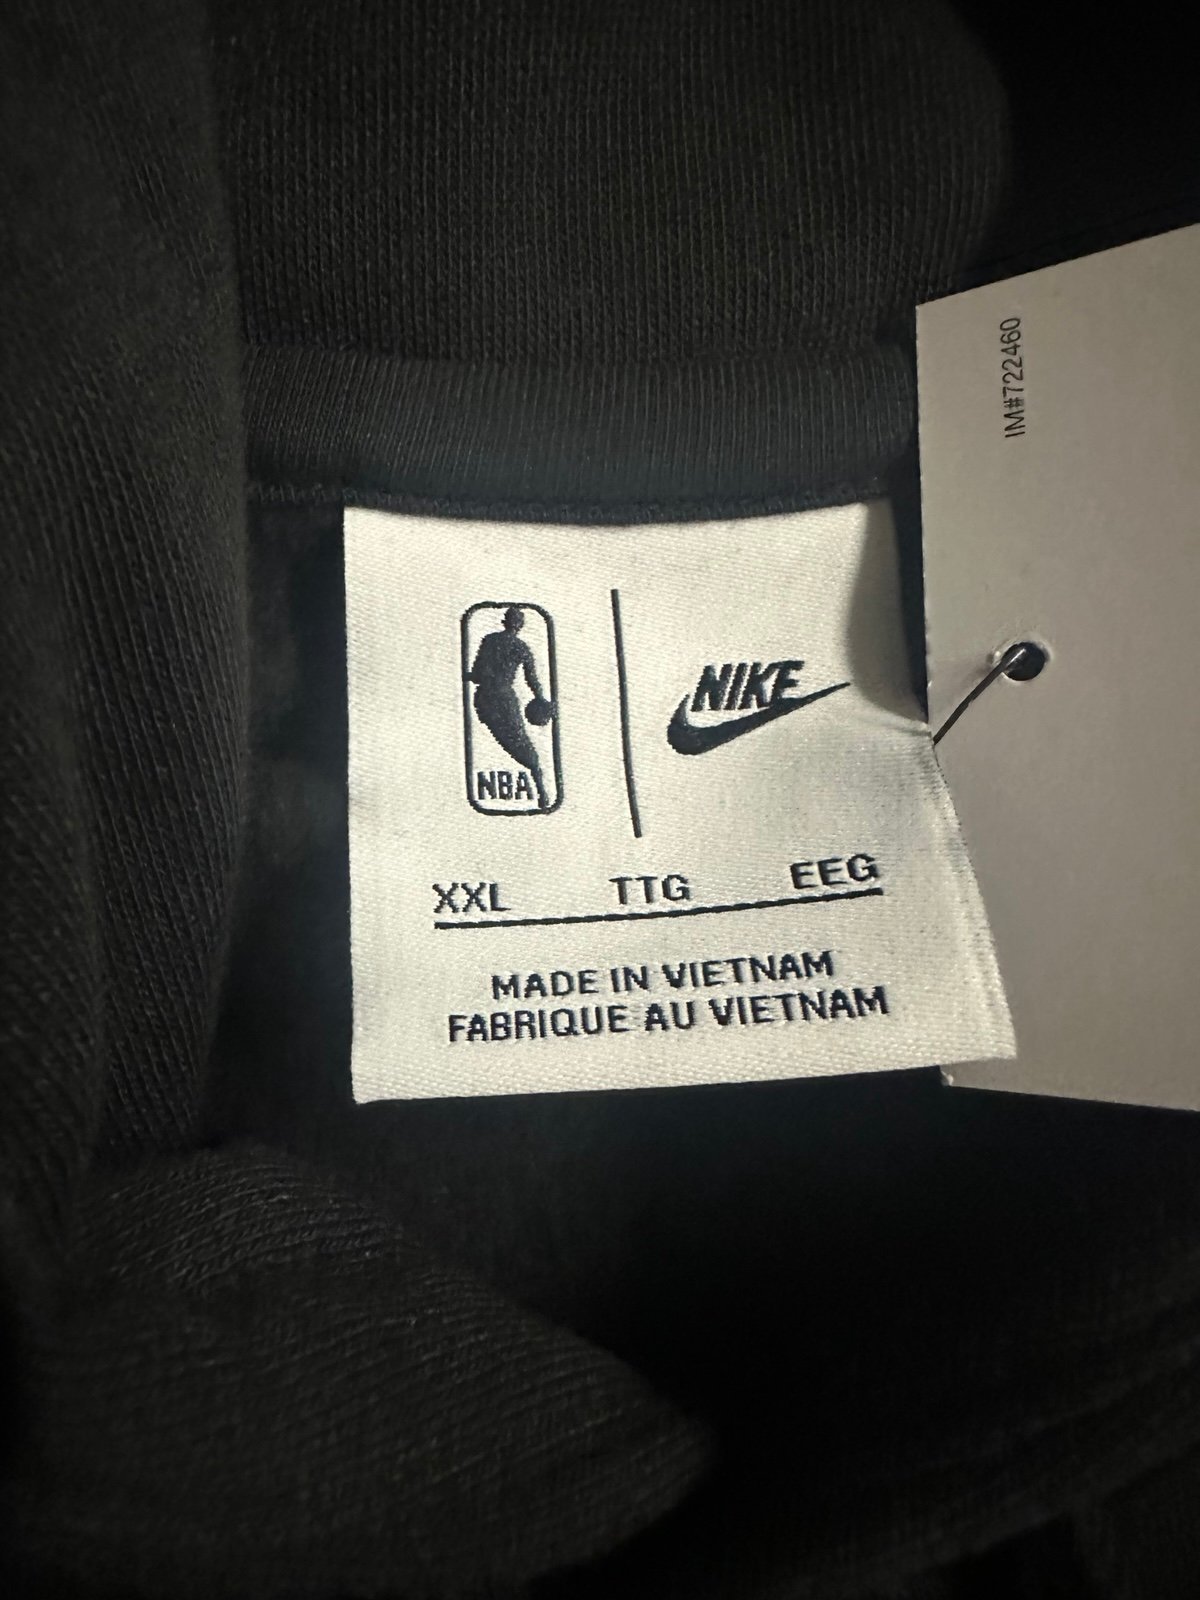 IM#722460
NBA
NIKE
XXL TTG EEG
MADE IN VIETNAM
FABRIQUE AU VIETNAM